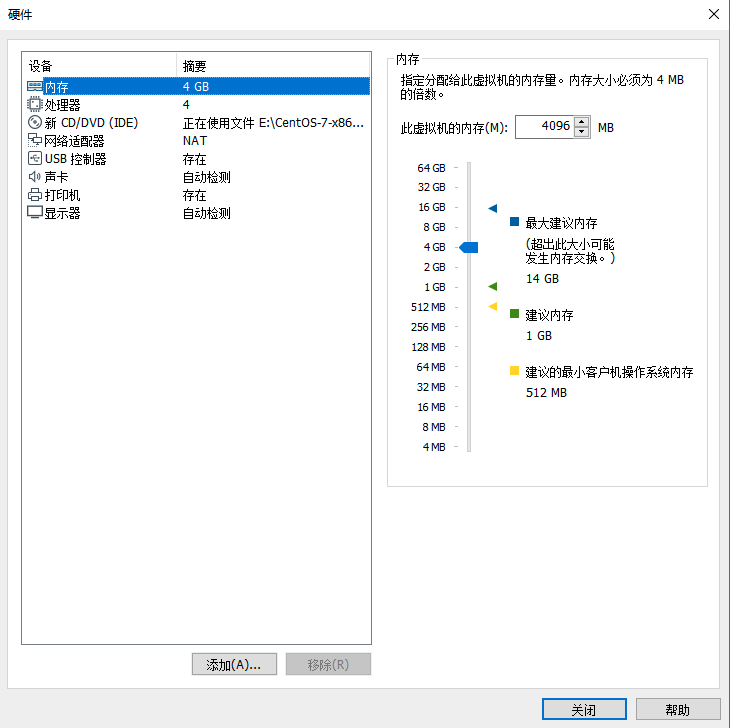 硬件
设备 摘要
内存 4 GB
处理器 4
新 CD/DVD (IDE) 正在使用文件 E:\CentOS-7-x86...
网络适配器 NAT
USB 控制器 存在
声卡 自动检测
打印机 存在
显示器 自动检测
添加(A)... 移除(R)
内存
指定分配给此虚拟机的内存量。内存大小必须为 4 MB
的倍数。
此虚拟机的内存(M): 4096 MB
64 GB
32 GB
16 GB
8 GB
4 GB
2 GB
1 GB
512 MB
256 MB
128 MB
64 MB
32 MB
16 MB
8 MB
4 MB
最大建议内存
(超出此大小可能
发生内存交换。)
14 GB
建议内存
1 GB
建议的最小客户机操作系统内存
512 MB
关闭 帮助